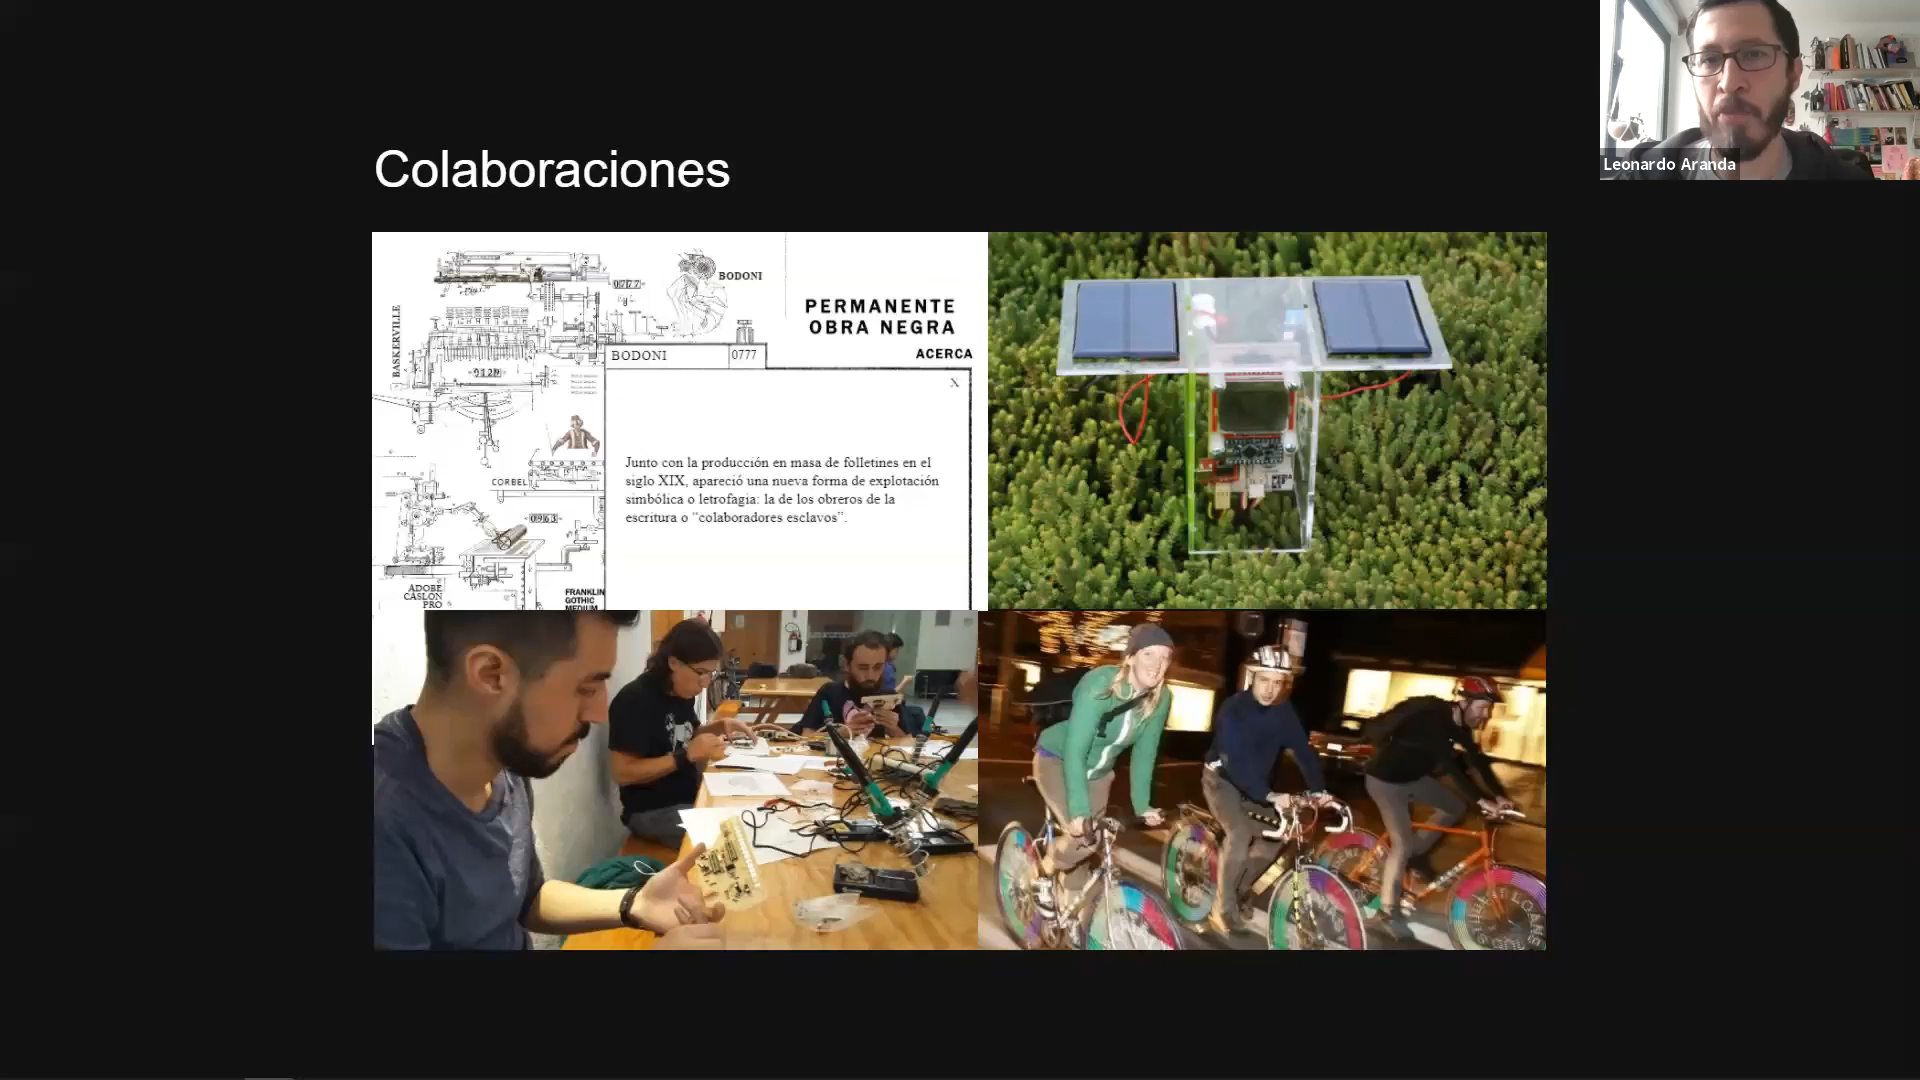 Leonardo Aranda
Colaboraciones
BASKERVILLE
0128
0777
BODONI
PERMANENTE
OBRA NEGRA
ACERCA
BODONI
0777
X
Junto con la producción en masa de folletines en el
siglo XIX, apareció una nueva forma de explotación
simbólica o letrofagia: la de los obreros de la
escritura o "colaboradores esclavos".
CORBEL
0963
ADOBE
CASLON
PRO
FRANKLIN
GOTHIC
MEDIUM